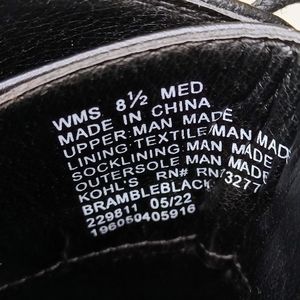 WMS 8½ MED
MADE IN CHINA
UPPER:MAN MADE
LINING:TEXTILE/MAN MADE
SOCKLINING:MAN MADE
OUTERSOLE MAN MADE
KOHL'S RN# RN
BRAMBLEBLACK
229811 05/22
196050405916